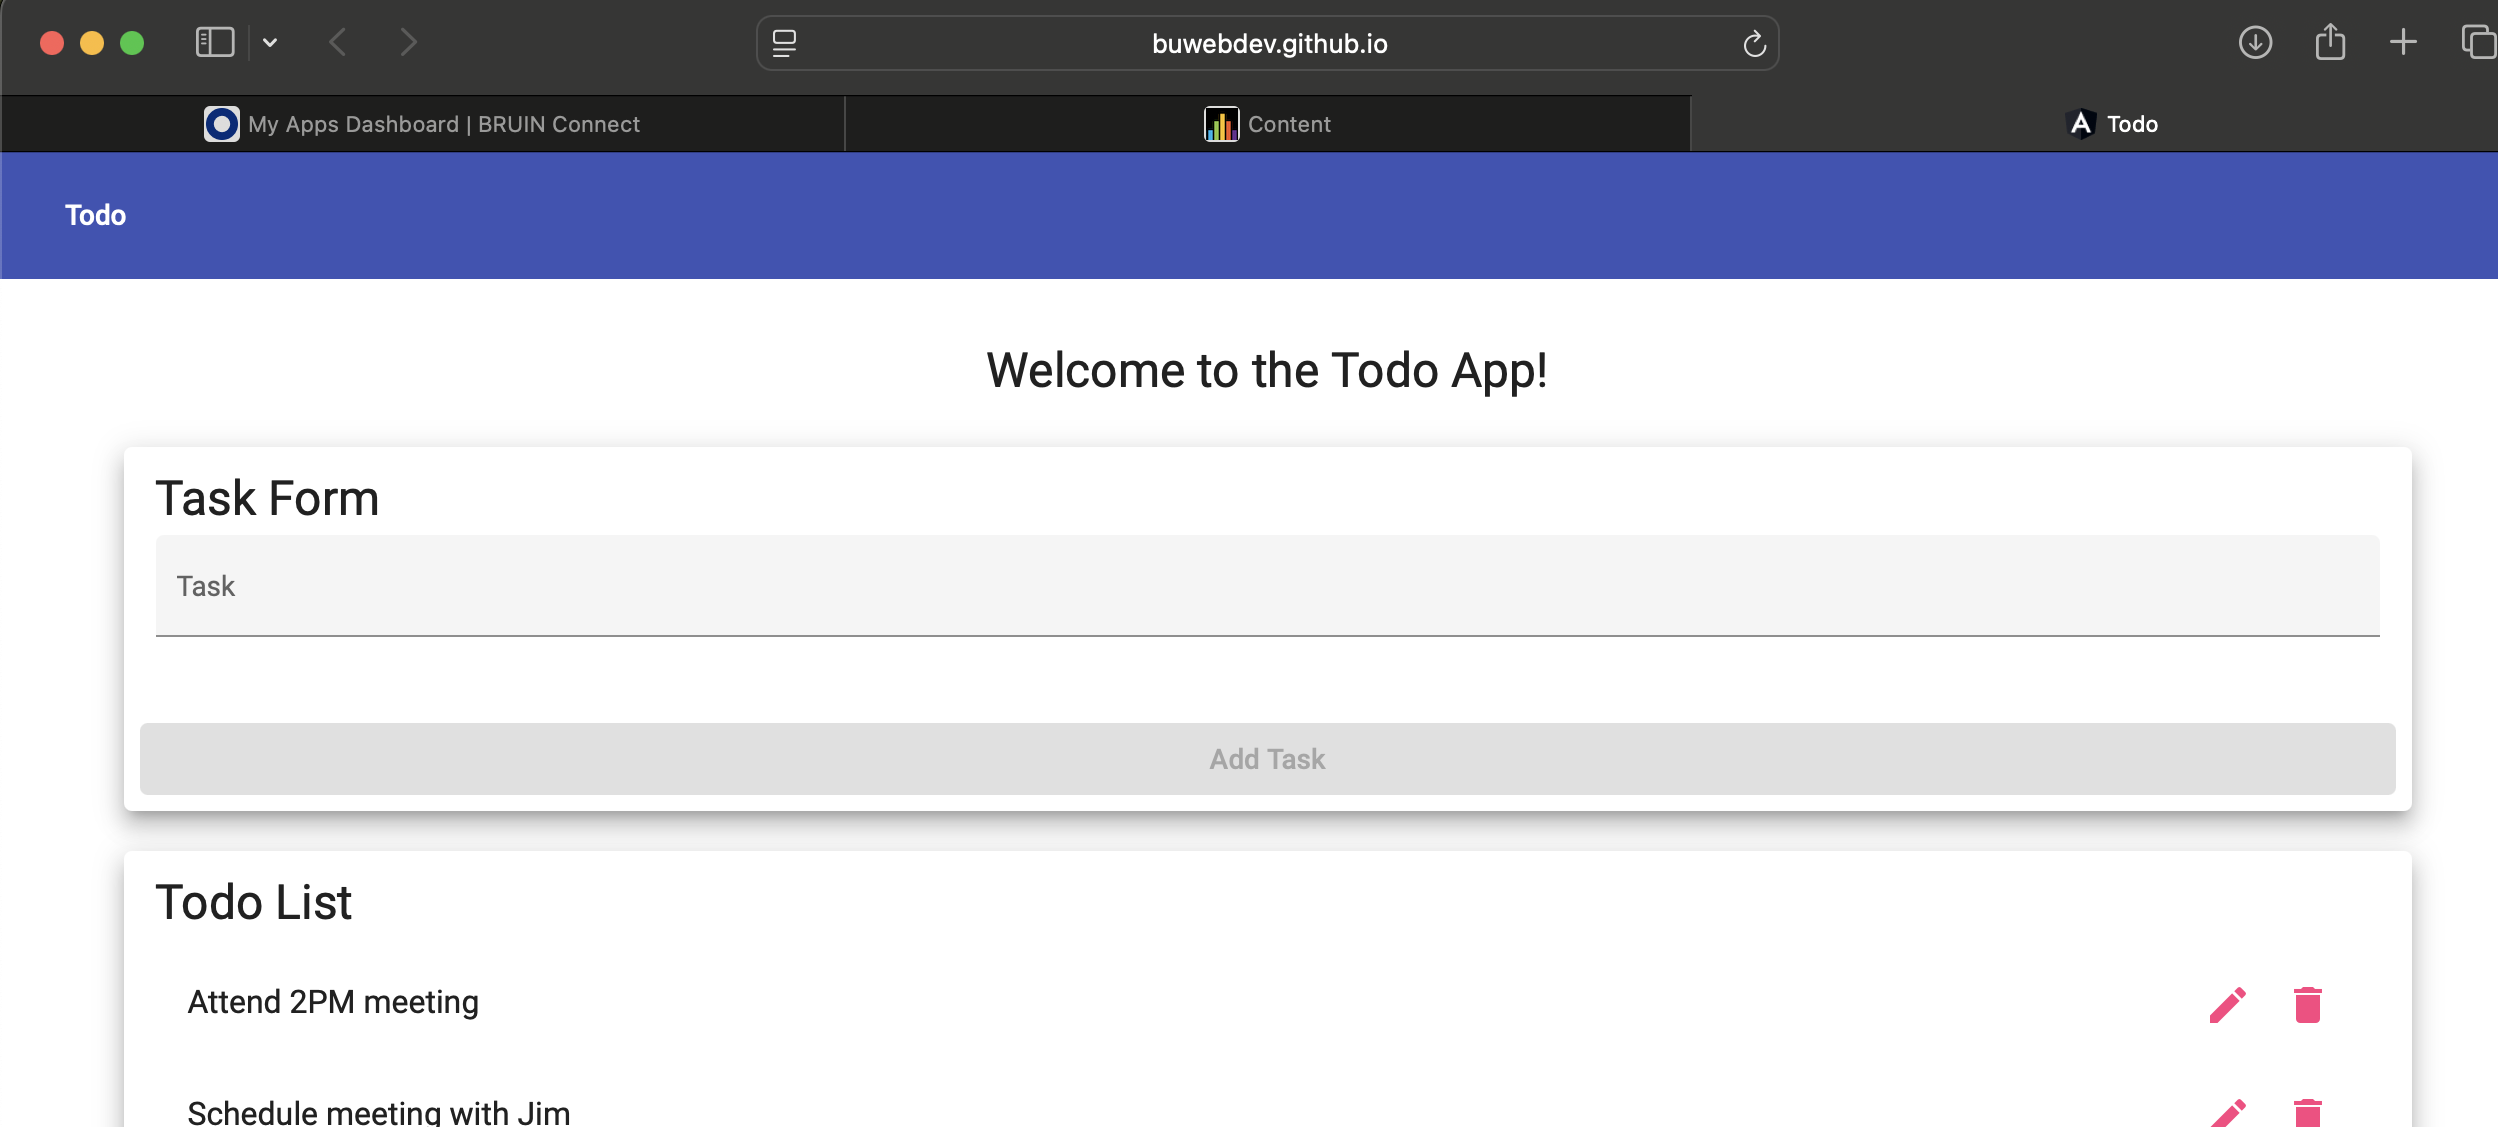 buwebdev.github.io
My Apps Dashboard | BRUIN Connect
Content
Todo
Todo
Welcome to the Todo App!
Task Form
Task
Add Task
Todo List
Attend 2PM meeting
Schedule meeting with Jim